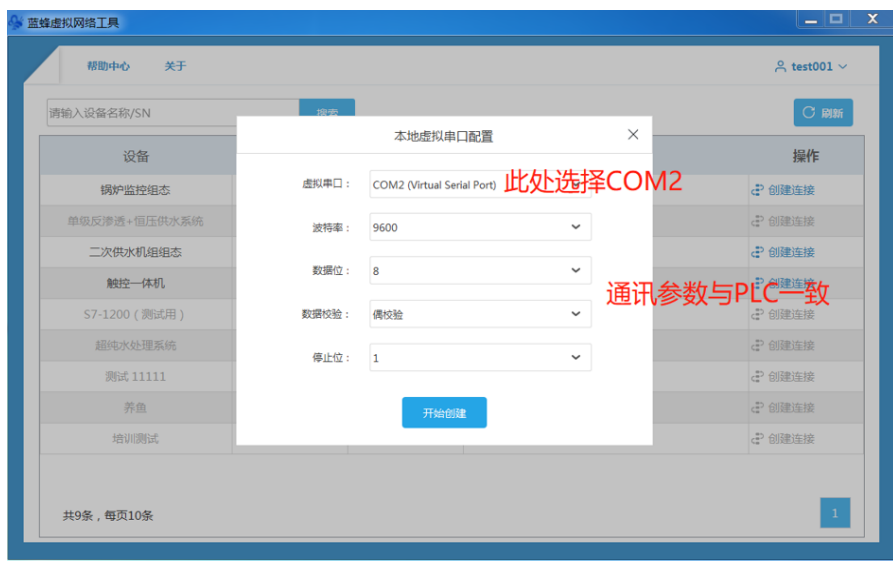 蓝蜂虚拟网络工具
帮助中心 关于 test001
请输入设备名称/SN 搜索 刷新
本地虚拟串口配置
设备 操作
虚拟串口： COM2 (Virtual Serial Port) 此处选择COM2
锅炉监控组态 创建连接
单级反渗透+恒压供水系统 创建连接
波特率： 9600
二次供水机组组态 创建连接
数据位： 8
触控一体机 创建连接
通讯参数与PLC一致
S7-1200（测试用） 创建连接
数据校验： 偶校验
超纯水处理系统 创建连接
停止位： 1
测试 11111 创建连接
养鱼 创建连接
开始创建
培训测试 创建连接
共9条，每页10条 1